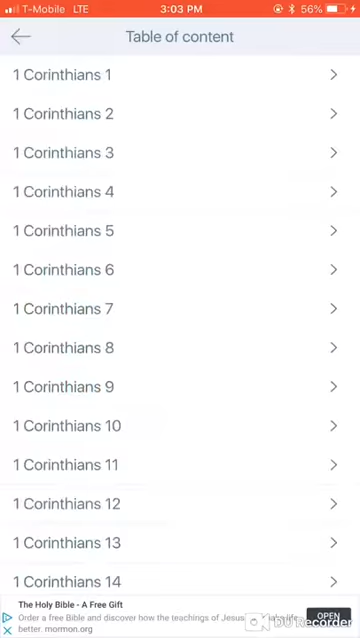 T-Mobile LTE 3:03 PM 56%
Table of content
1 Corinthians 1
1 Corinthians 2
1 Corinthians 3
1 Corinthians 4
1 Corinthians 5
1 Corinthians 6
1 Corinthians 7
1 Corinthians 8
1 Corinthians 9
1 Corinthians 10
1 Corinthians 11
1 Corinthians 12
1 Corinthians 13
1 Corinthians 14
The Holy Bible - A Free Gift
Order a free Bible and discover how the teachings of Jesus life
better. mormon.org
OPEN
DU Recorder